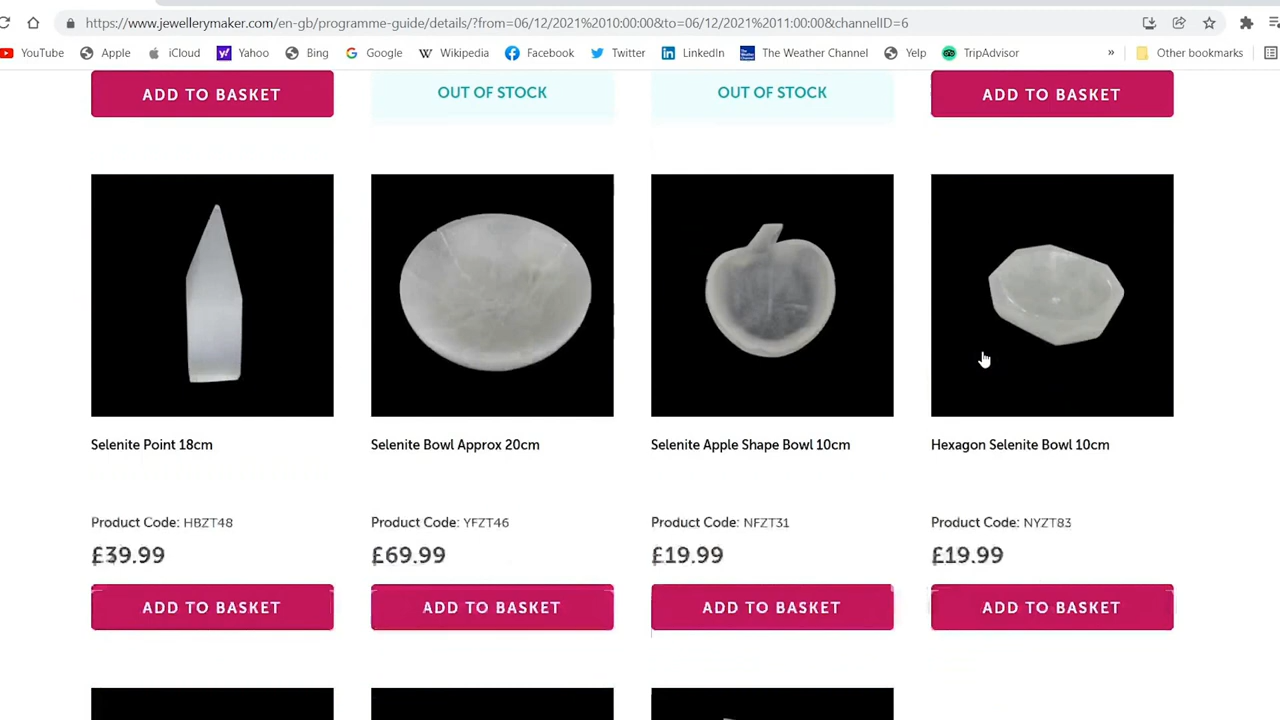 https://www.jewellerymaker.com/en-gb/programme-guide/details/?from=06/12/2021%2010:00:00&to=06/12/2021%2011:00:00&channelID=6
YouTube Apple iCloud Yahoo Bing Google Wikipedia Facebook Twitter LinkedIn The Weather Channel Yelp TripAdvisor » Other bookmarks
ADD TO BASKET OUT OF STOCK OUT OF STOCK ADD TO BASKET
Selenite Point 18cm Selenite Bowl Approx 20cm Selenite Apple Shape Bowl 10cm Hexagon Selenite Bowl 10cm
Product Code: HBZT48 Product Code: YFZT46 Product Code: NFZT31 Product Code: NYZT83
£39.99 £69.99 £19.99 £19.99
ADD TO BASKET ADD TO BASKET ADD TO BASKET ADD TO BASKET